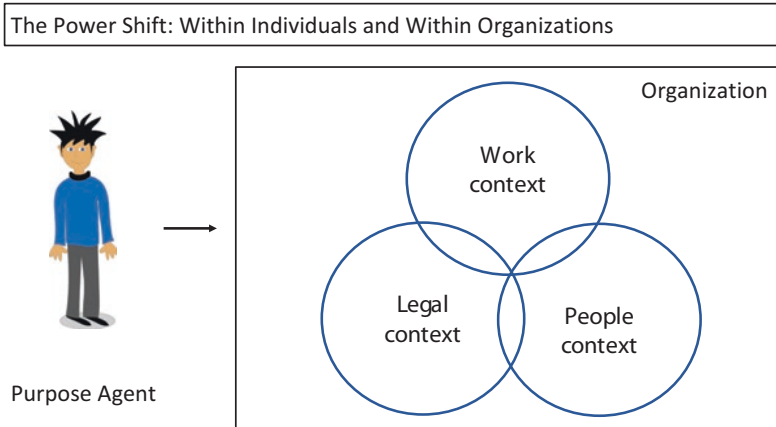 The Power Shift: Within Individuals and Within Organizations
Organization
Work
context
Legal
context
People
context
Purpose Agent